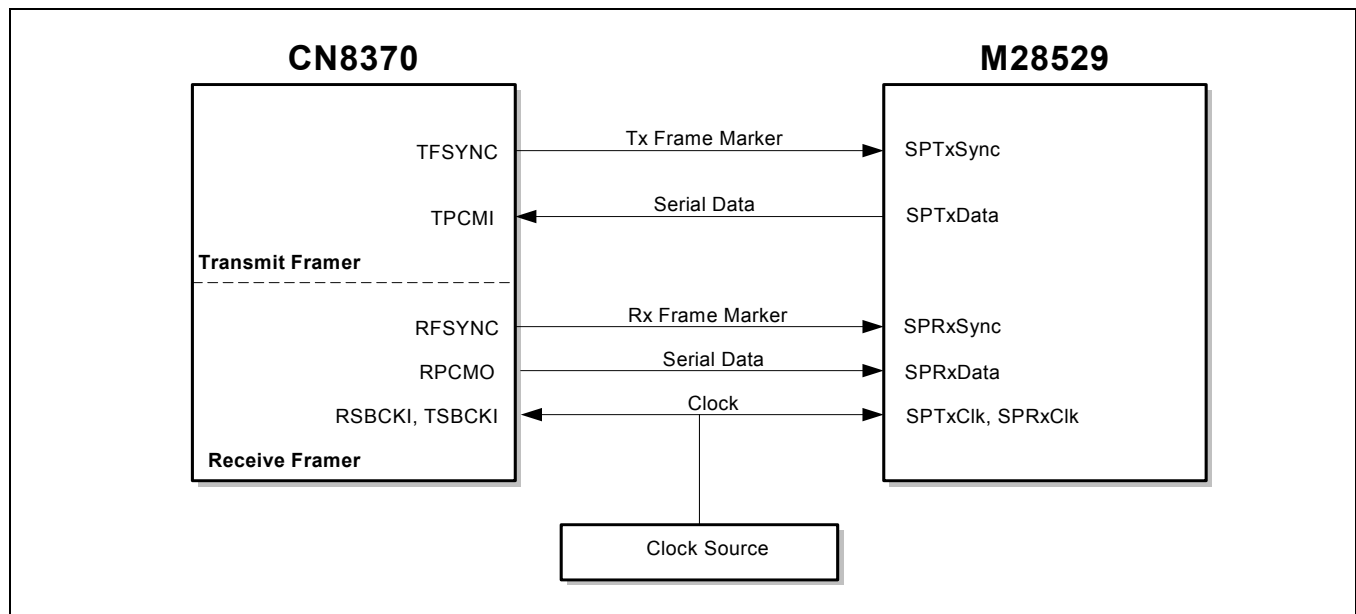 CN8370
M28529
TFSYNC
Tx Frame Marker
SPTxSync
TPCMI
Serial Data
SPTxData
Transmit Framer
RFSYNC
Rx Frame Marker
SPRxSync
RPCMO
Serial Data
SPRxData
RSBCKI, TSBCKI
Clock
SPTxClk, SPRxClk
Receive Framer
Clock Source